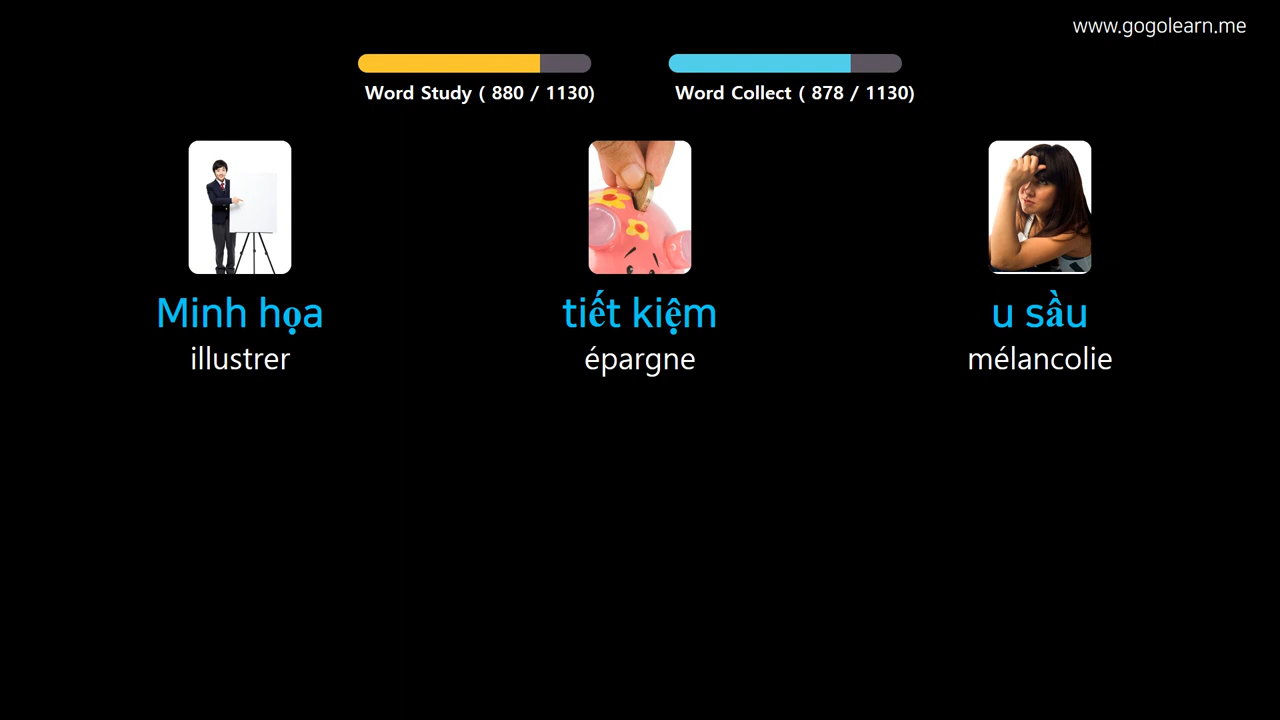 www.gogolearn.me
Word Study ( 880 / 1130)
Word Collect ( 878 / 1130)
Minh họa
illustrer
tiết kiệm
épargne
u sầu
mélancolie